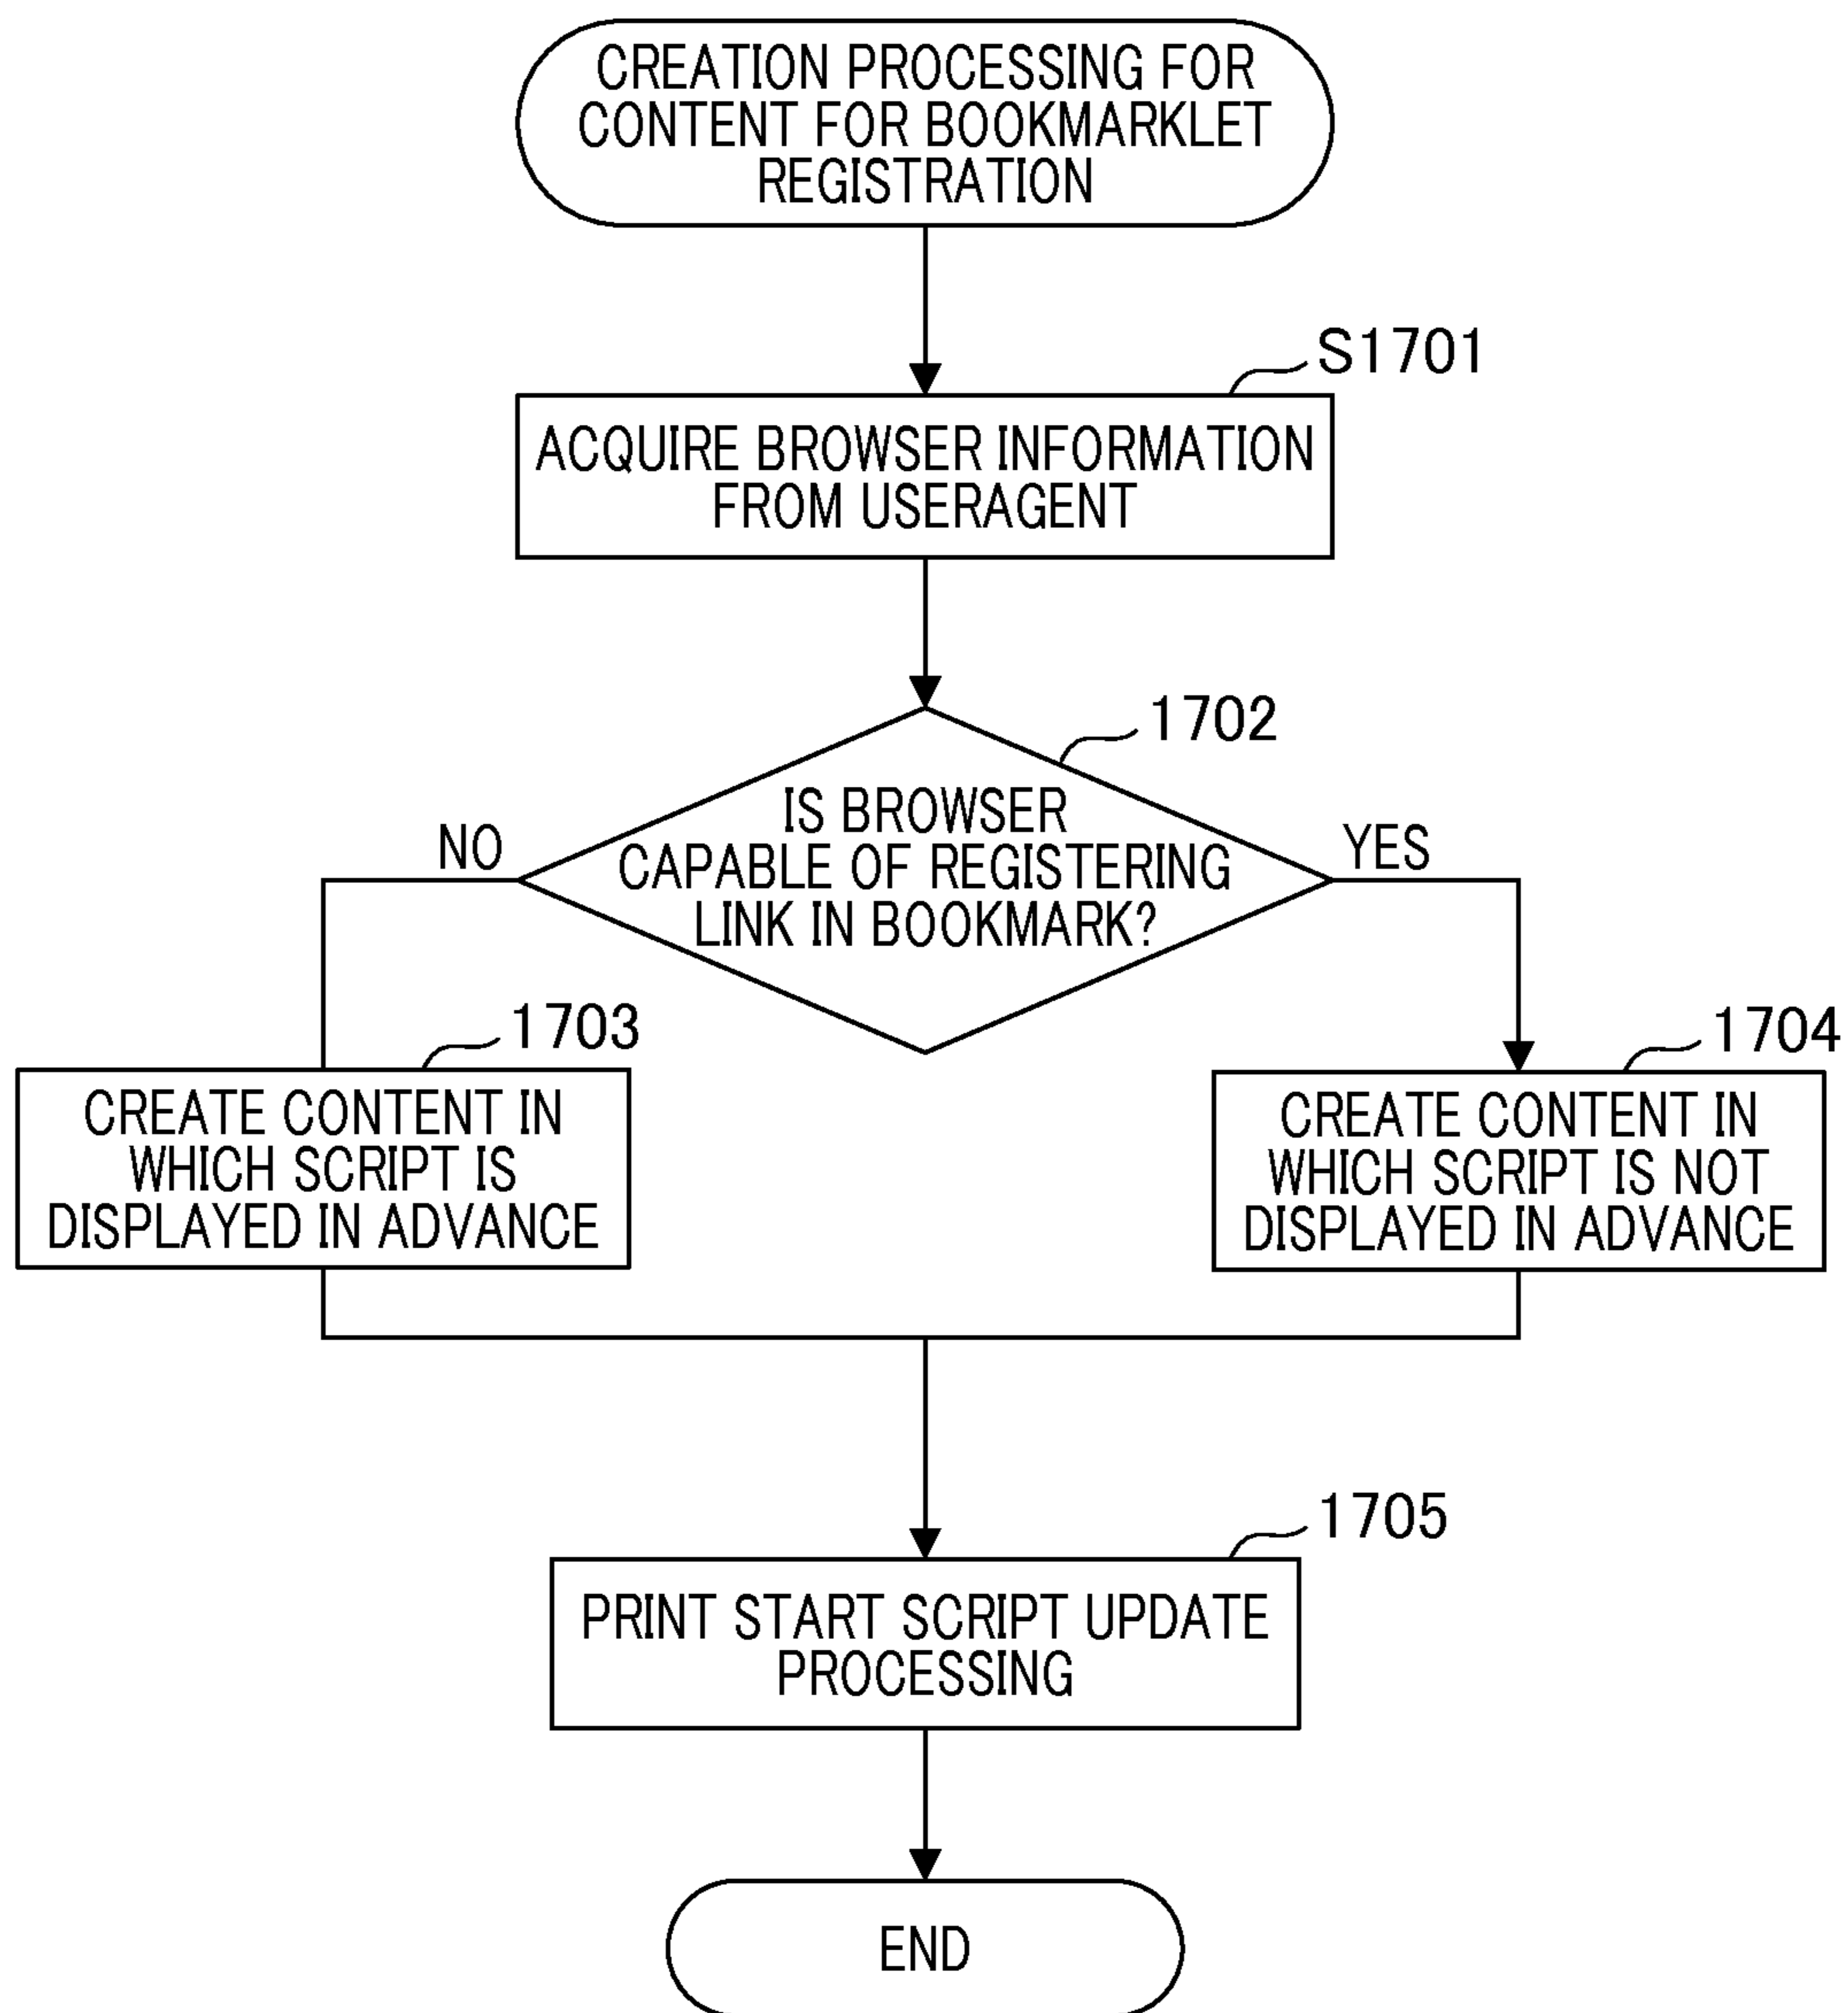 CREATION PROCESSING FOR
CONTENT FOR BOOKMARKLET
REGISTRATION
S1701
ACQUIRE BROWSER INFORMATION
FROM USERAGENT
1702
IS BROWSER
CAPABLE OF REGISTERING
LINK IN BOOKMARK?
NO
YES
1703
CREATE CONTENT IN
WHICH SCRIPT IS
DISPLAYED IN ADVANCE
1704
CREATE CONTENT IN
WHICH SCRIPT IS NOT
DISPLAYED IN ADVANCE
1705
PRINT START SCRIPT UPDATE
PROCESSING
END